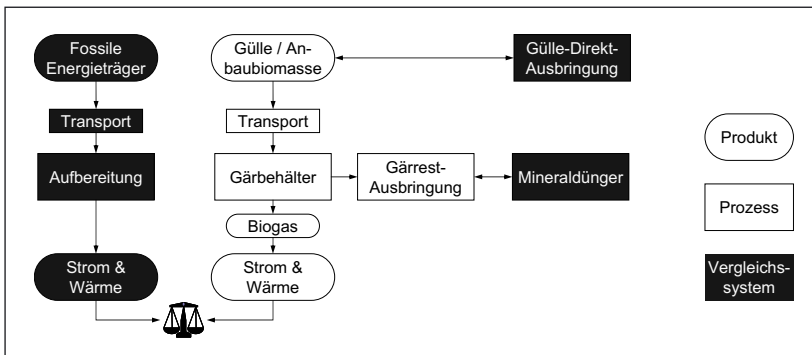 Fossile
Energieträger
Gülle / An-
baubiomasse
Gülle-Direkt-
Ausbringung
Transport
Transport
Aufbereitung
Gärbehälter
Gärrest-
Ausbringung
Mineraldünger
Biogas
Strom &
Wärme
Strom &
Wärme
Produkt
Prozess
Vergleichs-
system